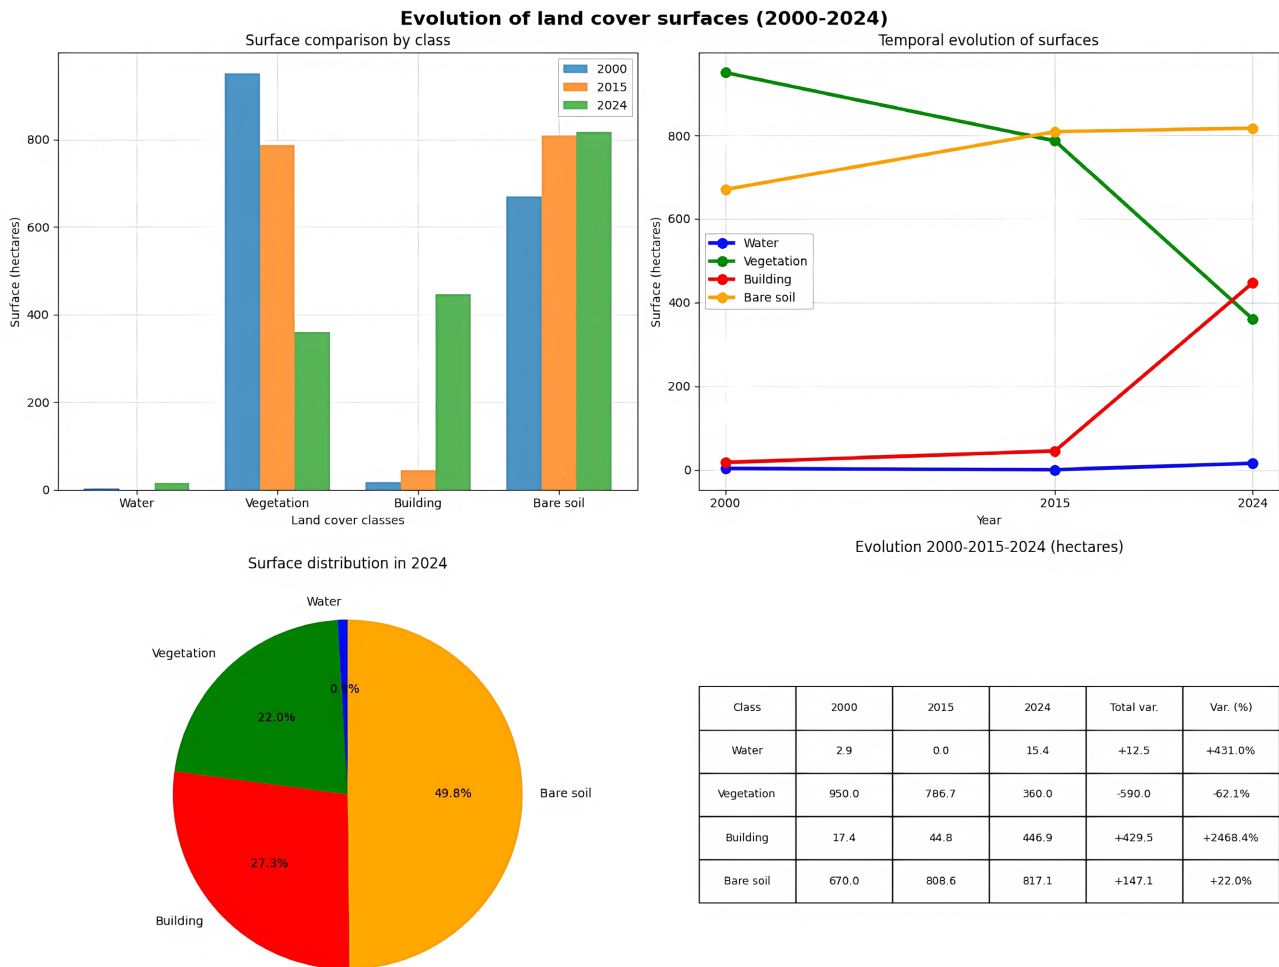 Evolution of land cover surfaces (2000-2024)
Surface comparison by class
Surface (hectares)
800
600
400
200
0
2000
2015
2024
Water
Vegetation
Building
Bare soil
Land cover classes
Temporal evolution of surfaces
Surface (hectares)
800
600
400
200
0
Water
Vegetation
Building
Bare soil
2000
2015
2024
Year
Surface distribution in 2024
Water
Vegetation
22.0%
49.8%
Bare soil
27.3%
Building
Evolution 2000-2015-2024 (hectares)
Class 2000 2015 2024 Total var. Var. (%)
Water 2.9 0.0 15.4 +12.5 +431.0%
Vegetation 950.0 786.7 360.0 -590.0 -62.1%
Building 17.4 44.8 446.9 +429.5 +2468.4%
Bare soil 670.0 808.6 817.1 +147.1 +22.0%